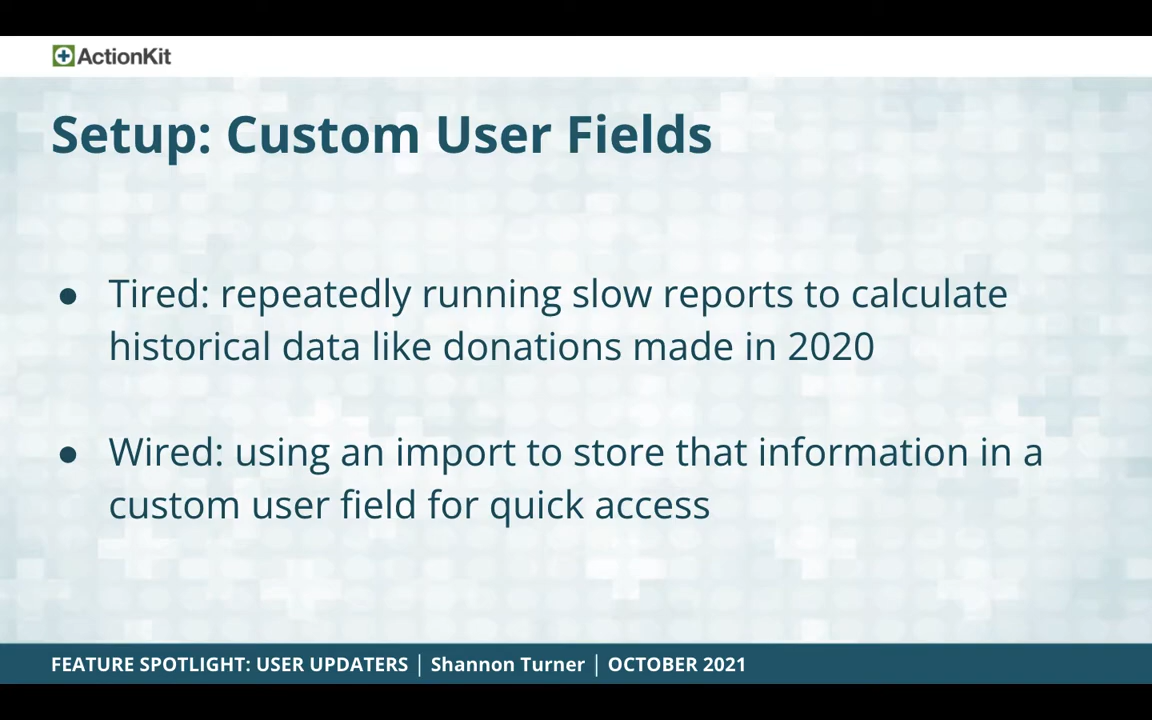 ActionKit
Setup: Custom User Fields
● Tired: repeatedly running slow reports to calculate
historical data like donations made in 2020
● Wired: using an import to store that information in a
custom user field for quick access
FEATURE SPOTLIGHT: USER UPDATERS | Shannon Turner | OCTOBER 2021